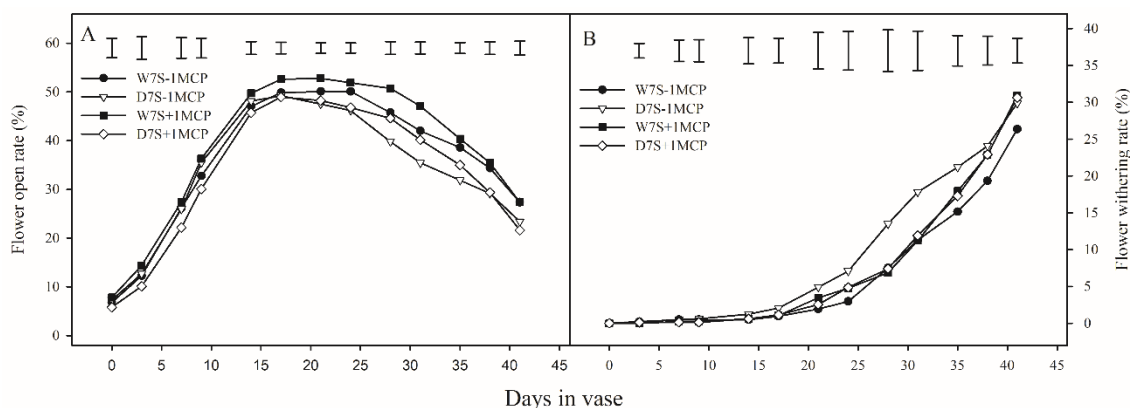 A
60
50
40
30
20
10
0
Flower open rate (%)
W7S-1MCP
D7S-1MCP
W7S+1MCP
D7S+1MCP
0 5 10 15 20 25 30 35 40 45
B
W7S-1MCP
D7S-1MCP
W7S+1MCP
D7S+1MCP
40
35
30
25
20
15
10
5
0
Flower withering rate (%)
0 5 10 15 20 25 30 35 40 45
Days in vase